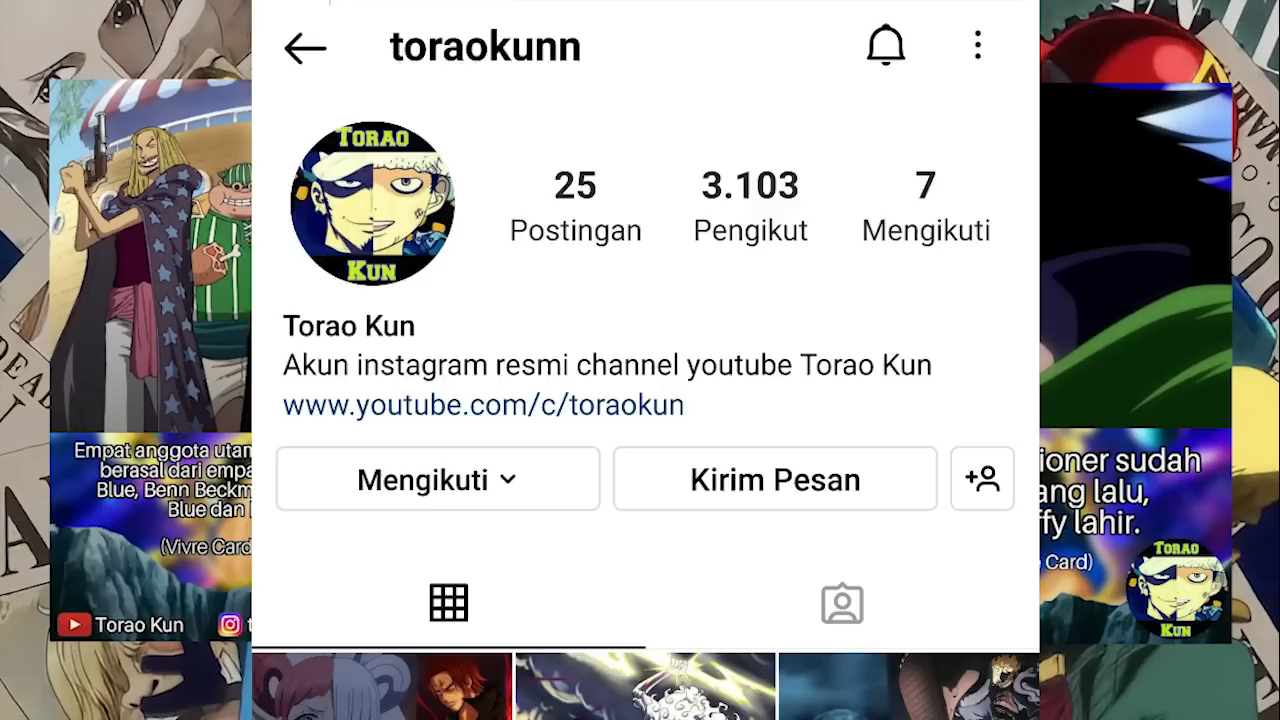 toraokunn
TORAO
KUN
25
3.103
7
Postingan
Pengikut
Mengikuti
Torao Kun
Akun instagram resmi channel youtube Torao Kun
www.youtube.com/c/toraokun
Mengikuti
Kirim Pesan
Empat anggota utam
berasal dari empa
Blue, Benn Beckm
Blue dan
(Vivre Card
Torao Kun
ioner sudah
ang lalu,
ffy lahir.
Card)
TORAO
KUN
DEAD